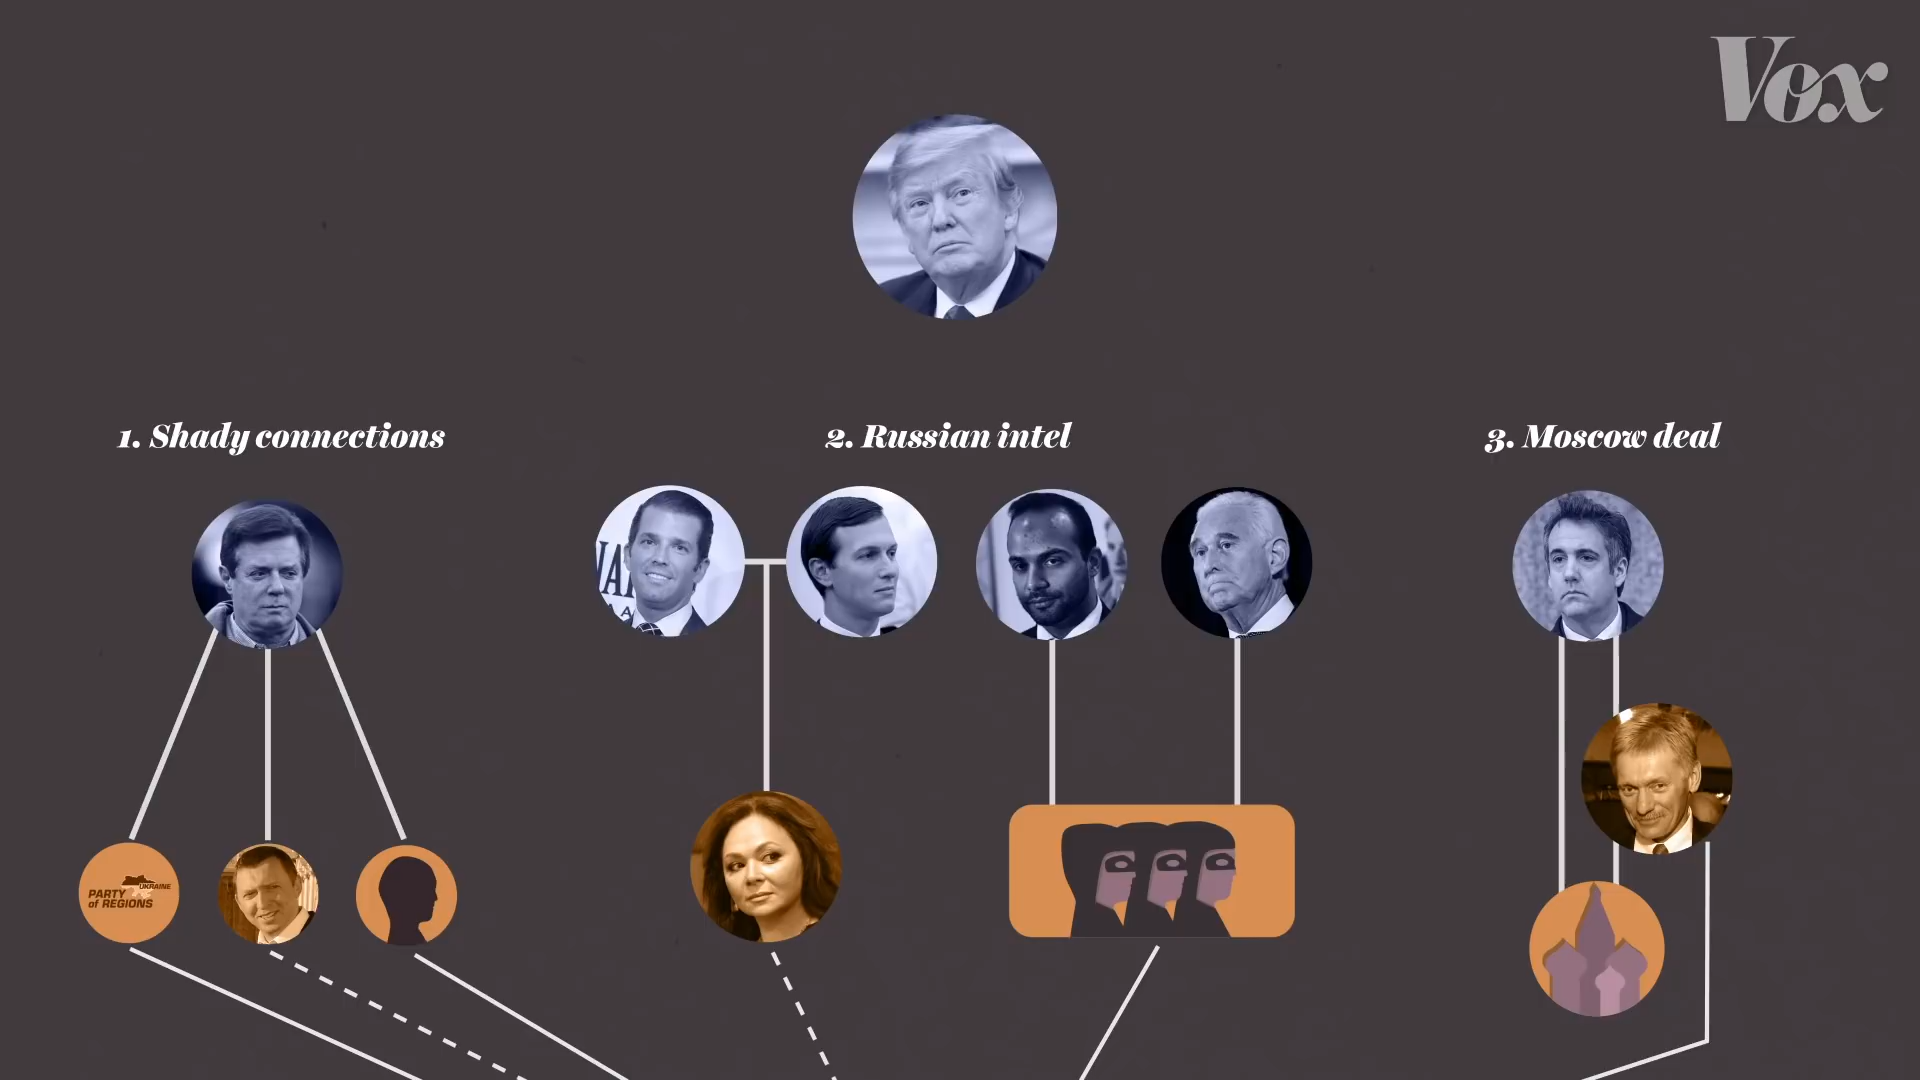 Vox
1. Shady connections
2. Russian intel
3. Moscow deal
PARTY
UKRAINE
of REGIONS